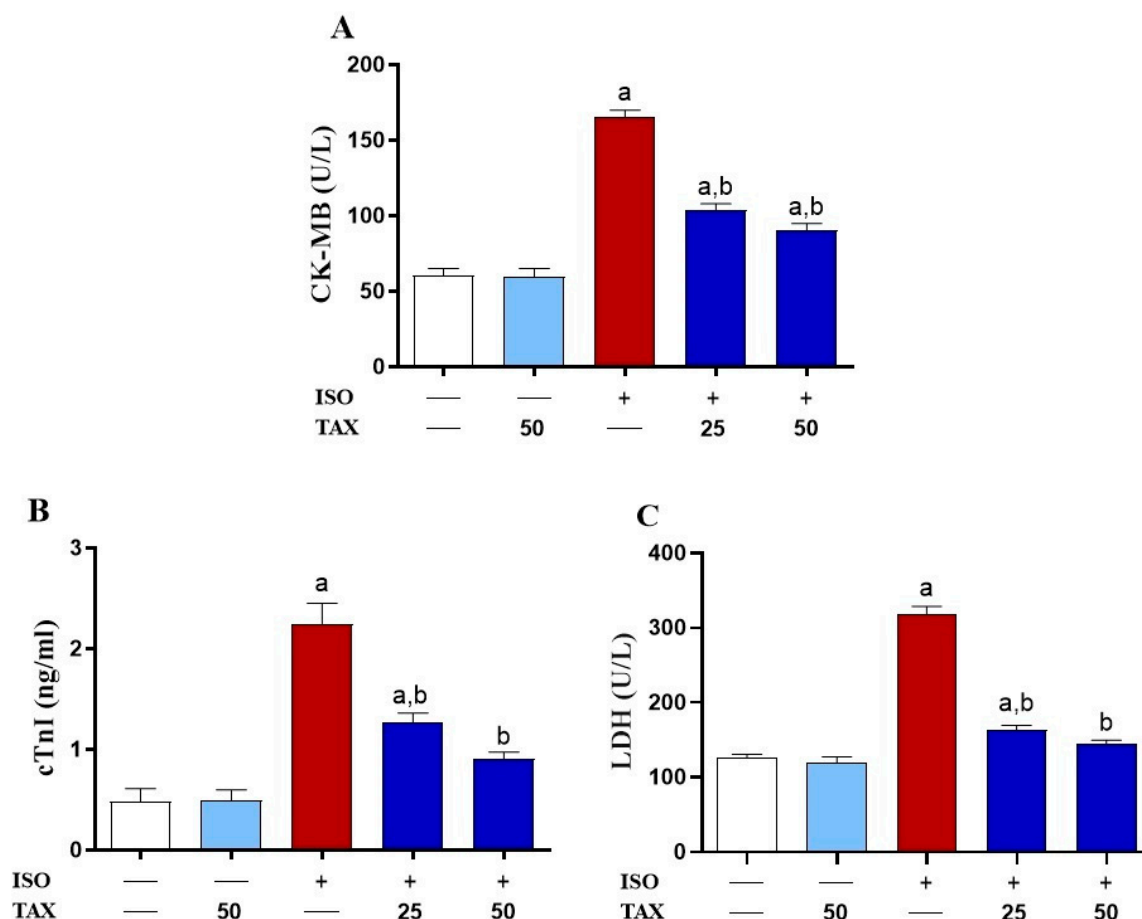 A
CK-MB (U/L)
200
150
100
50
0
a
a,b
a,b
ISO — — + + +
TAX — 50 — 25 50
B
cTnI (ng/ml)
3
2
1
0
a
a,b
b
ISO — — + + +
TAX — 50 — 25 50
C
LDH (U/L)
400
300
200
100
0
a
a,b
b
ISO — — + + +
TAX — 50 — 25 50